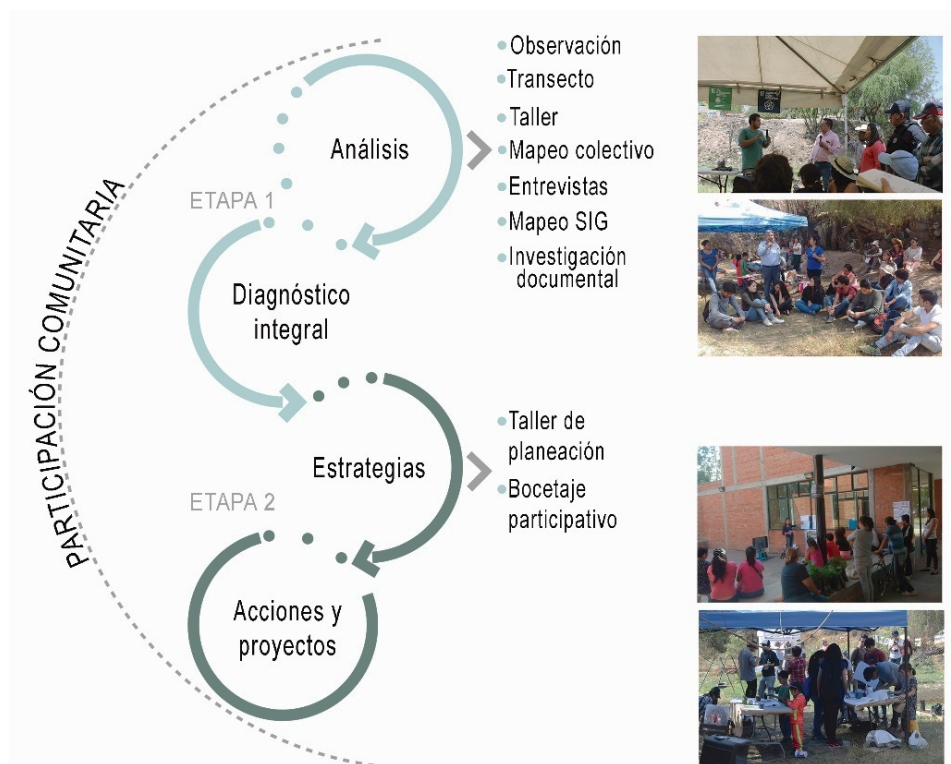 PARTICIPACIÓN COMUNITARIA
ETAPA 1
Análisis
Observación
Transecto
Taller
Mapeo colectivo
Entrevistas
Mapeo SIG
Investigación
documental
Diagnóstico
integral
ETAPA 2
Estrategias
Taller de
planeación
Bocetaje
participativo
Acciones y
proyectos